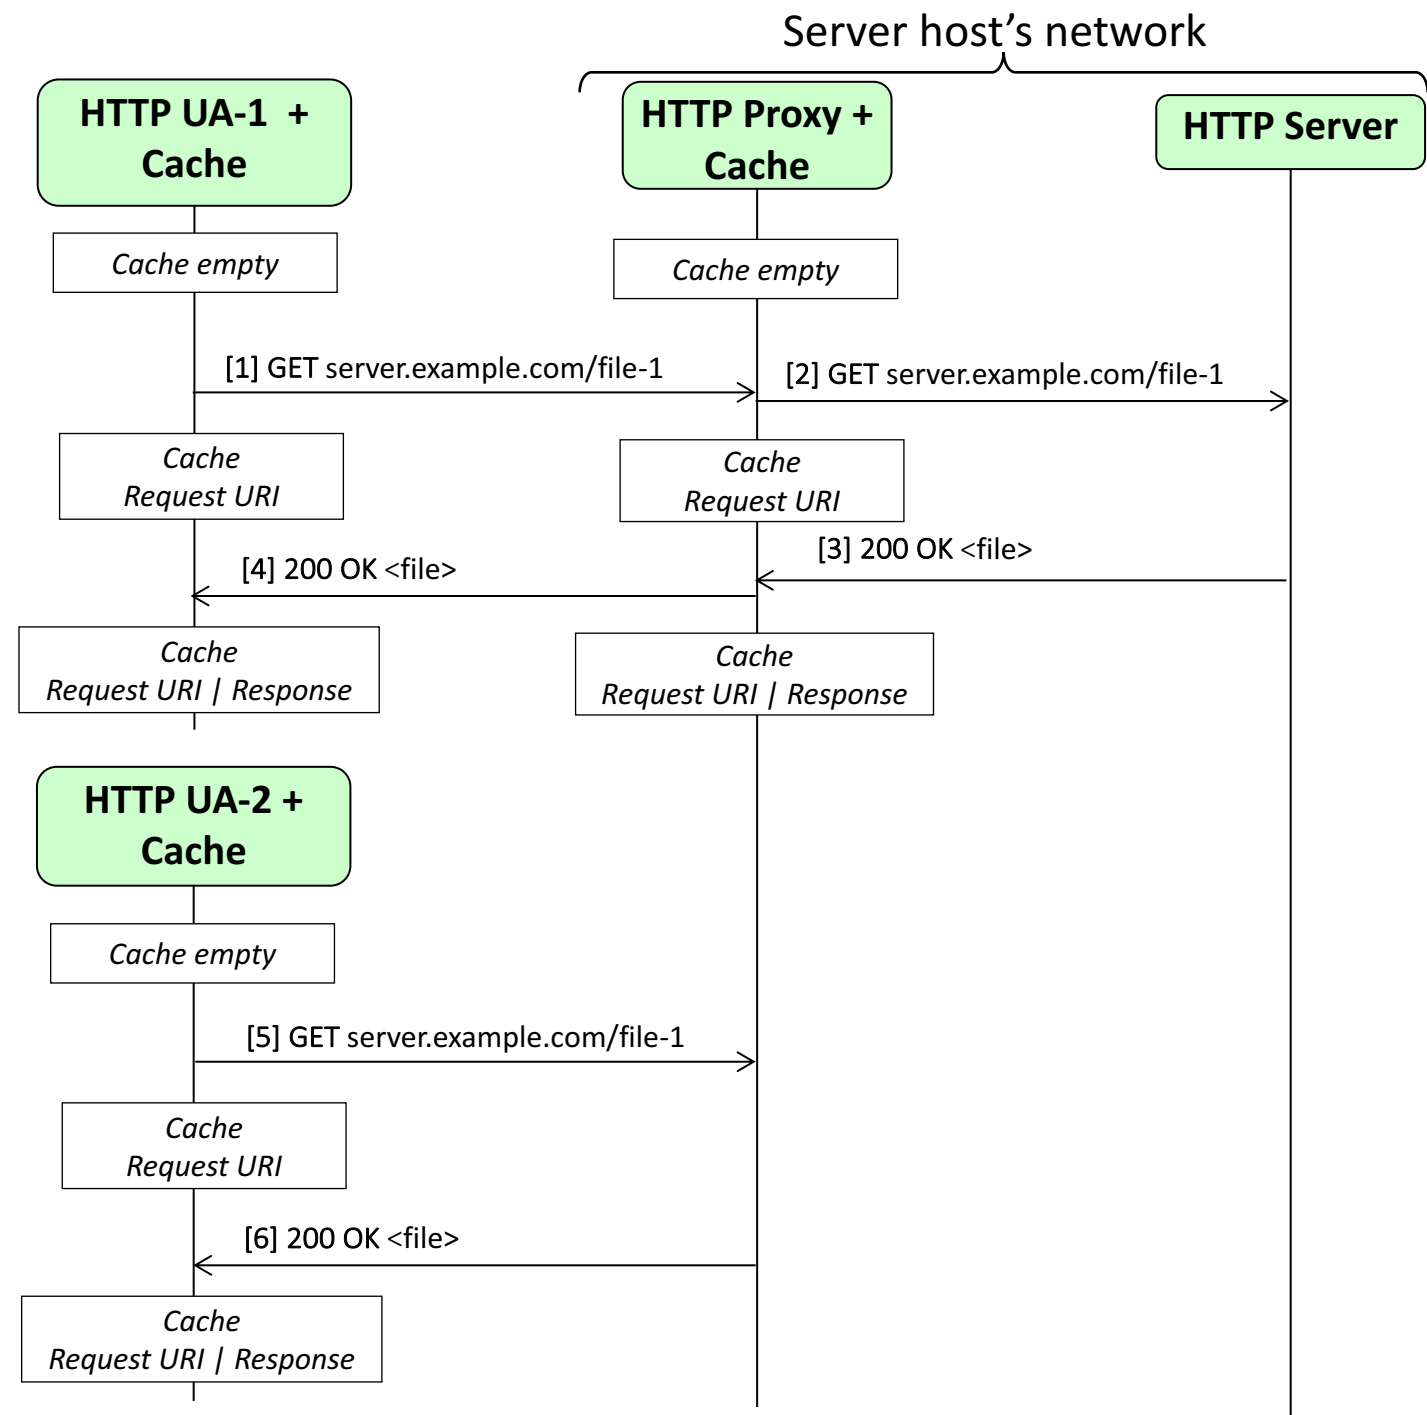 Server host’s network
HTTP UA-1 +
Cache
HTTP Proxy +
Cache
HTTP Server
Cache empty
Cache empty
[1] GET server.example.com/file-1
[2] GET server.example.com/file-1
Cache
Request URI
Cache
Request URI
[3] 200 OK <file>
[4] 200 OK <file>
Cache
Request URI | Response
Cache
Request URI | Response
HTTP UA-2 +
Cache
Cache empty
[5] GET server.example.com/file-1
Cache
Request URI
[6] 200 OK <file>
Cache
Request URI | Response